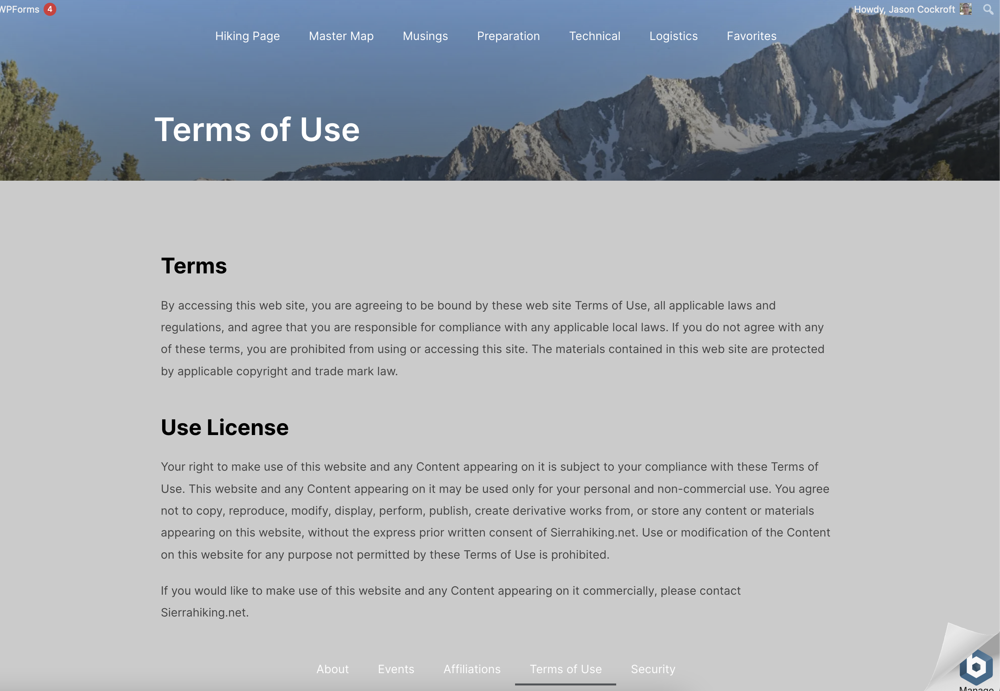 WPForms 4
Howdy, Jason Cockroft
Hiking Page Master Map Musings Preparation Technical Logistics Favorites
Terms of Use
Terms
By accessing this web site, you are agreeing to be bound by these web site Terms of Use, all applicable laws and
regulations, and agree that you are responsible for compliance with any applicable local laws. If you do not agree with any
of these terms, you are prohibited from using or accessing this site. The materials contained in this web site are protected
by applicable copyright and trade mark law.
Use License
Your right to make use of this website and any Content appearing on it is subject to your compliance with these Terms of
Use. This website and any Content appearing on it may be used only for your personal and non-commercial use. You agree
not to copy, reproduce, modify, display, perform, publish, create derivative works from, or store any content or materials
appearing on this website, without the express prior written consent of Sierrahiking.net. Use or modification of the Content
on this website for any purpose not permitted by these Terms of Use is prohibited.
If you would like to make use of this website and any Content appearing on it commercially, please contact
Sierrahiking.net.
About Events Affiliations Terms of Use Security
Manage